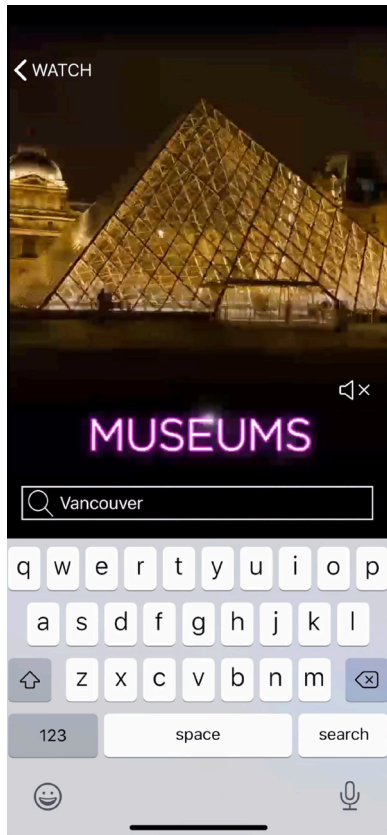 WATCH
MUSEUMS
Vancouver
q w e r t y u i o p
a s d f g h j k l
z x c v b n m
123 space search